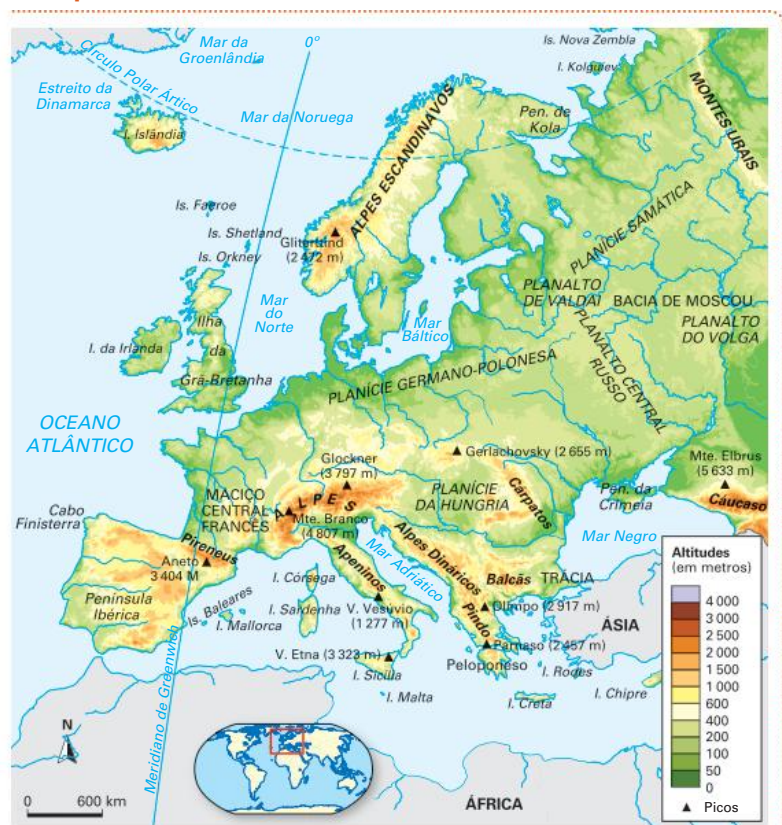 Mar da
Groenlândia
0º
Is. Nova Zembla
I. Kolguiev
Círculo Polar Ártico
Estreito da
Dinamarca
Mar da Noruega
Pen. de
Kola
MONTES URAIS
I. Islândia
ALPES ESCANDINAVOS
Is. Faeroe
Is. Shetland
Glitertind
(2 472 m)
Is. Orkney
PLANÍCIE SAMÁTICA
PLANALTO
DE VALDAI
BACIA DE MOSCOU
PLANALTO
DO VOLGA
Mar
do
Norte
Mar
Báltico
Ilha
da
Grã-Bretanha
I. da Irlanda
PLANALTO CENTRAL
RUSSO
PLANÍCIE GERMANO-POLONESA
OCEANO
ATLÂNTICO
Gerlachovsky (2 655 m)
Glockner
(3 797 m)
Mte. Elbrus
(5 633 m)
MACIÇO
CENTRAL
FRANCÊS
ALPES
Mte. Branco
(4 807 m)
PLANÍCIE
DA HUNGRIA
Cárpatos
Pen. da
Crimeia
Cáucaso
Cabo
Finisterra
Pireneus
Aneto
3 404 M
Mar Negro
Apeninos
Mar Adriático
Alpes Dináricos
Balcãs
TRÁCIA
Península
Ibérica
I. Córsega
Is. Baleares
I. Mallorca
I. Sardenha
V. Vesúvio
(1 277 m)
Pindo
Olimpo (2 917 m)
ÁSIA
V. Etna (3 323 m)
Parnaso (2 457 m)
Peloponeso
I. Sicília
I. Malta
I. Rodes
I. Creta
I. Chipre
Meridiano de Greenwich
Altitudes
(em metros)
4 000
3 000
2 500
2 000
1 500
1 000
600
400
200
100
50
0
Picos
N
0 600 km
ÁFRICA